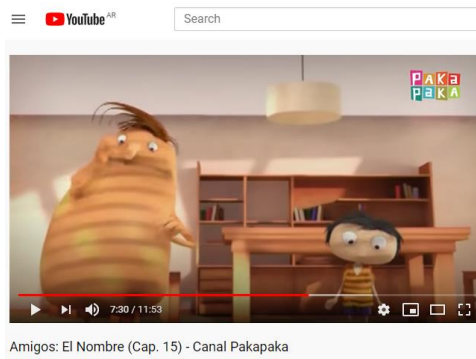 YouTube AR
Search
PAKA
PAKA
7:30 / 11:53
Amigos: El Nombre (Cap. 15) - Canal Pakapaka